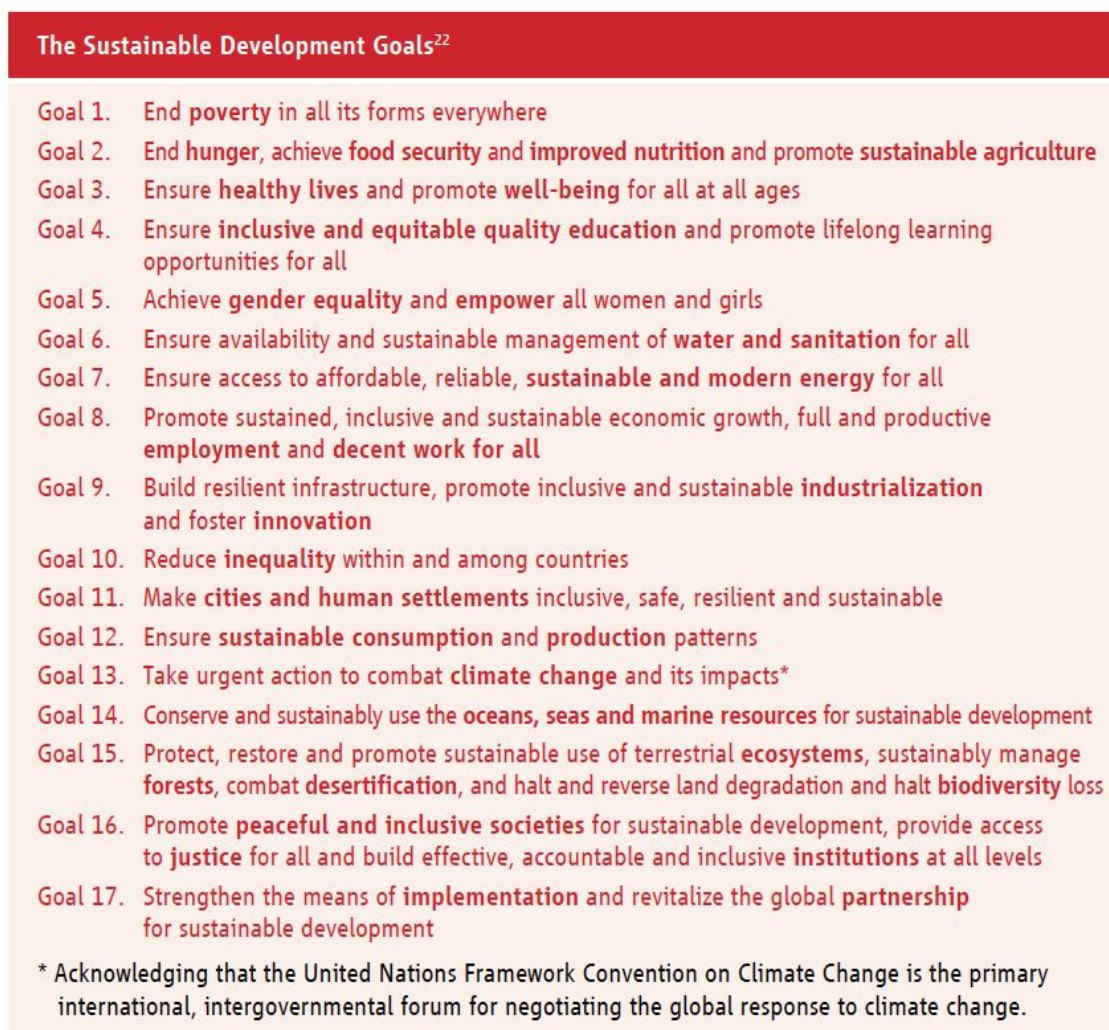 The Sustainable Development Goals22
Goal 1. End poverty in all its forms everywhere
Goal 2. End hunger, achieve food security and improved nutrition and promote sustainable agriculture
Goal 3. Ensure healthy lives and promote well-being for all at all ages
Goal 4. Ensure inclusive and equitable quality education and promote lifelong learning
opportunities for all
Goal 5. Achieve gender equality and empower all women and girls
Goal 6. Ensure availability and sustainable management of water and sanitation for all
Goal 7. Ensure access to affordable, reliable, sustainable and modern energy for all
Goal 8. Promote sustained, inclusive and sustainable economic growth, full and productive
employment and decent work for all
Goal 9. Build resilient infrastructure, promote inclusive and sustainable industrialization
and foster innovation
Goal 10. Reduce inequality within and among countries
Goal 11. Make cities and human settlements inclusive, safe, resilient and sustainable
Goal 12. Ensure sustainable consumption and production patterns
Goal 13. Take urgent action to combat climate change and its impacts*
Goal 14. Conserve and sustainably use the oceans, seas and marine resources for sustainable development
Goal 15. Protect, restore and promote sustainable use of terrestrial ecosystems, sustainably manage
forests, combat desertification, and halt and reverse land degradation and halt biodiversity loss
Goal 16. Promote peaceful and inclusive societies for sustainable development, provide access
to justice for all and build effective, accountable and inclusive institutions at all levels
Goal 17. Strengthen the means of implementation and revitalize the global partnership
for sustainable development
* Acknowledging that the United Nations Framework Convention on Climate Change is the primary
international, intergovernmental forum for negotiating the global response to climate change.